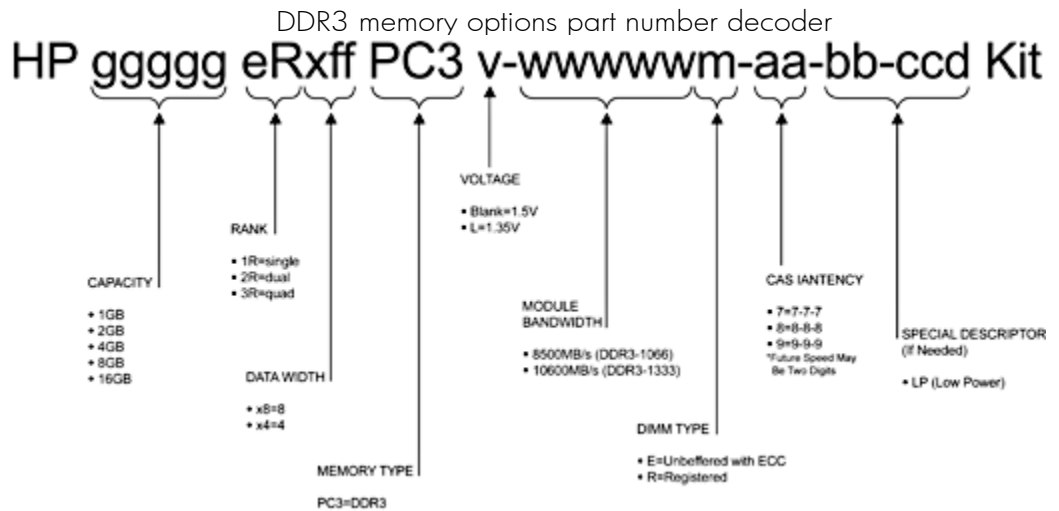 DDR3 memory options part number decoder
HP ggggg eRxff PC3 v-wwwwwm-aa-bb-ccd Kit
CAPACITY
• 1GB
• 2GB
• 4GB
• 8GB
• 16GB
RANK
• 1R=single
• 2R=dual
• 3R=quad
DATA WIDTH
• x8=8
• x4=4
MEMORY TYPE
PC3=DDR3
VOLTAGE
• Blank=1.5V
• L=1.35V
MODULE
BANDWIDTH
• 8500MB/s (DDR3-1066)
• 10600MB/s (DDR3-1333)
DIMM TYPE
• E=Unbeffered with ECC
• R=Registered
CAS IANTENCY
• 7=7-7-7
• 8=8-8-8
• 9=9-9-9
*Future Speed May
Be Two Digits
SPECIAL DESCRIPTOR
(If Needed)
• LP (Low Power)